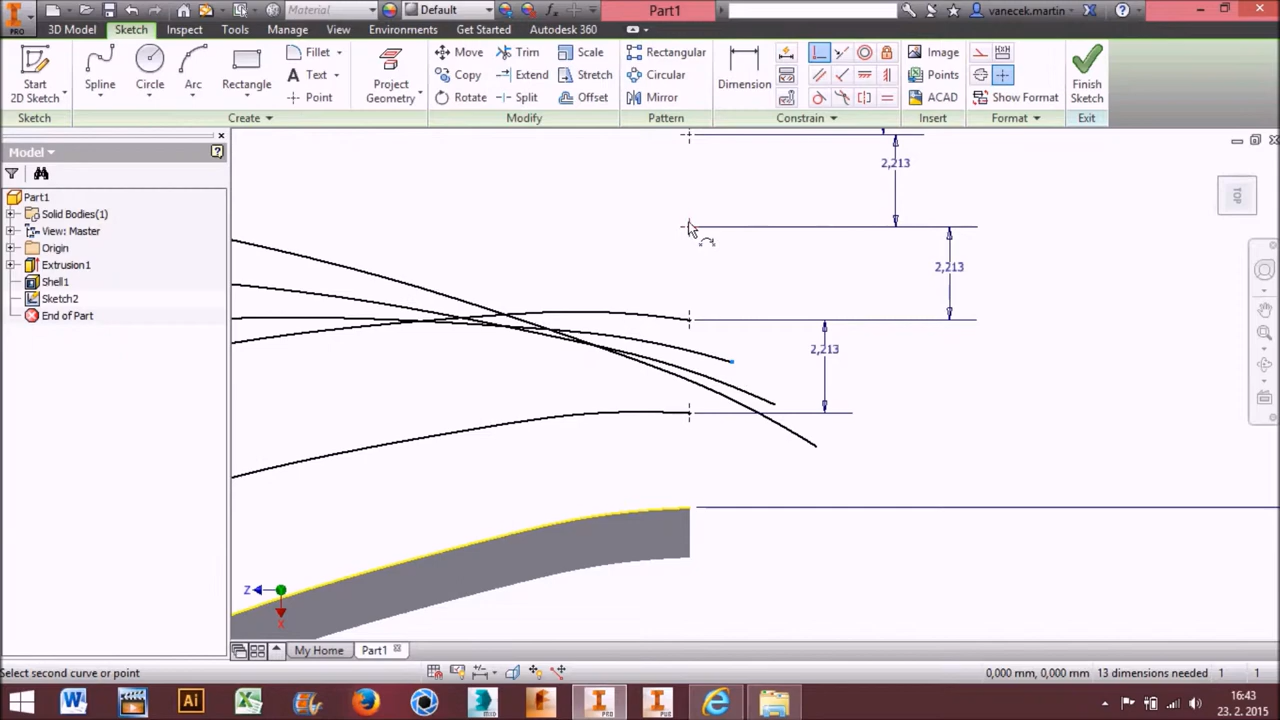 PRO
Material
Default
Part1
vanecek.martin
3D Model Sketch Inspect Tools Manage View Environments Get Started Autodesk 360
Start
2D Sketch
Spline
Circle
Arc
Rectangle
Fillet
Text
Point
Project
Geometry
Move
Copy
Rotate
Trim
Extend
Split
Scale
Stretch
Offset
Rectangular
Circular
Mirror
Dimension
Image
Points
ACAD
Show Format
Finish
Sketch
Sketch Create Modify Pattern Constrain Insert Format Exit
Model
Part1
Solid Bodies(1)
View: Master
Origin
Extrusion1
Shell1
Sketch2
End of Part
2,213
2,213
2,213
TOP
Z
X
My Home Part1
Select second curve or point
0,000 mm, 0,000 mm 13 dimensions needed 1 1
16:43
23. 2. 2015